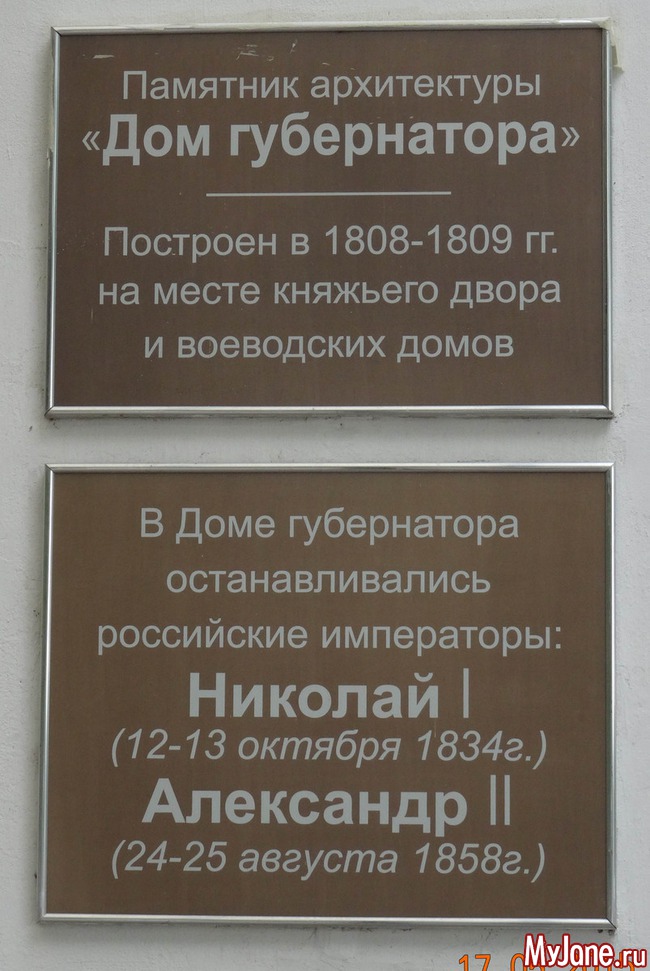 Памятник архитектуры
«Дом губернатора»
Построен в 1808-1809 гг.
на месте княжьего двора
и воеводских домов
В Доме губернатора
останавливались
российские императоры:
Николай I
(12-13 октября 1834г.)
Александр II
(24-25 августа 1858г.)
MyJane.ru